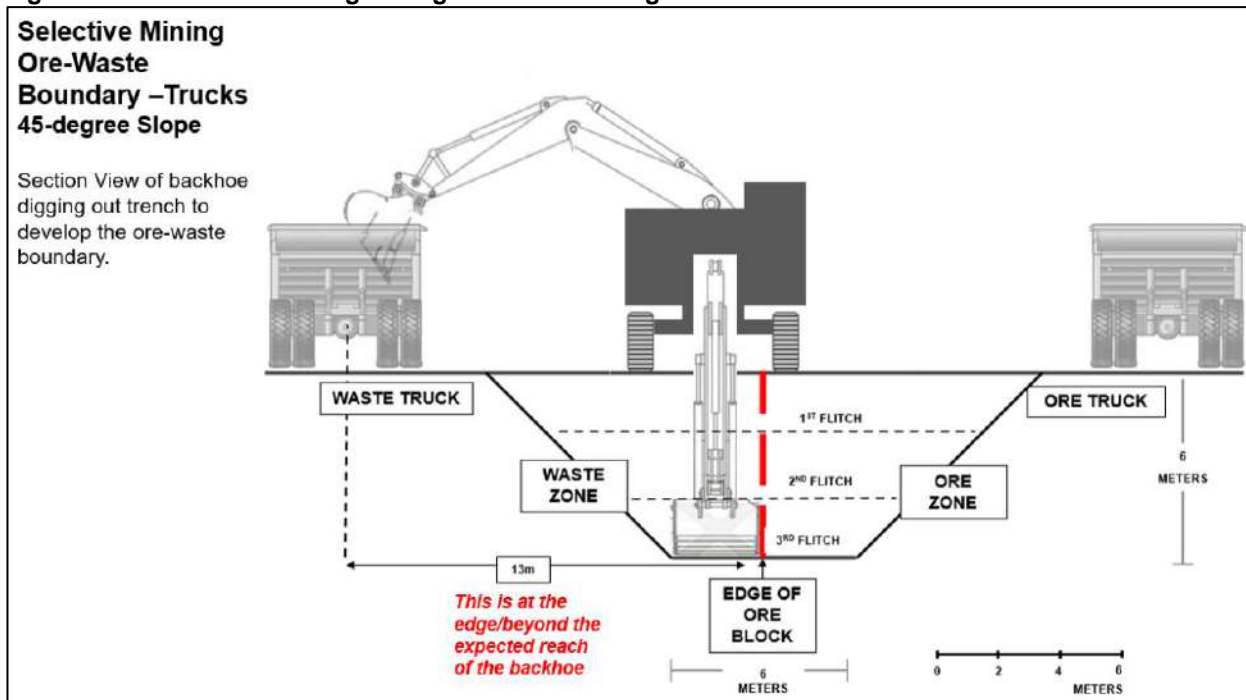 Selective Mining
Ore-Waste
Boundary –Trucks
45-degree Slope
Section View of backhoe
digging out trench to
develop the ore-waste
boundary.
WASTE TRUCK
ORE TRUCK
1ST FLITCH
WASTE
ZONE
2ND FLITCH
ORE
ZONE
6
METERS
3RD FLITCH
13m
This is at the
edge/beyond the
expected reach
of the backhoe
EDGE OF
ORE
BLOCK
6
METERS
0 2 4 6
METERS